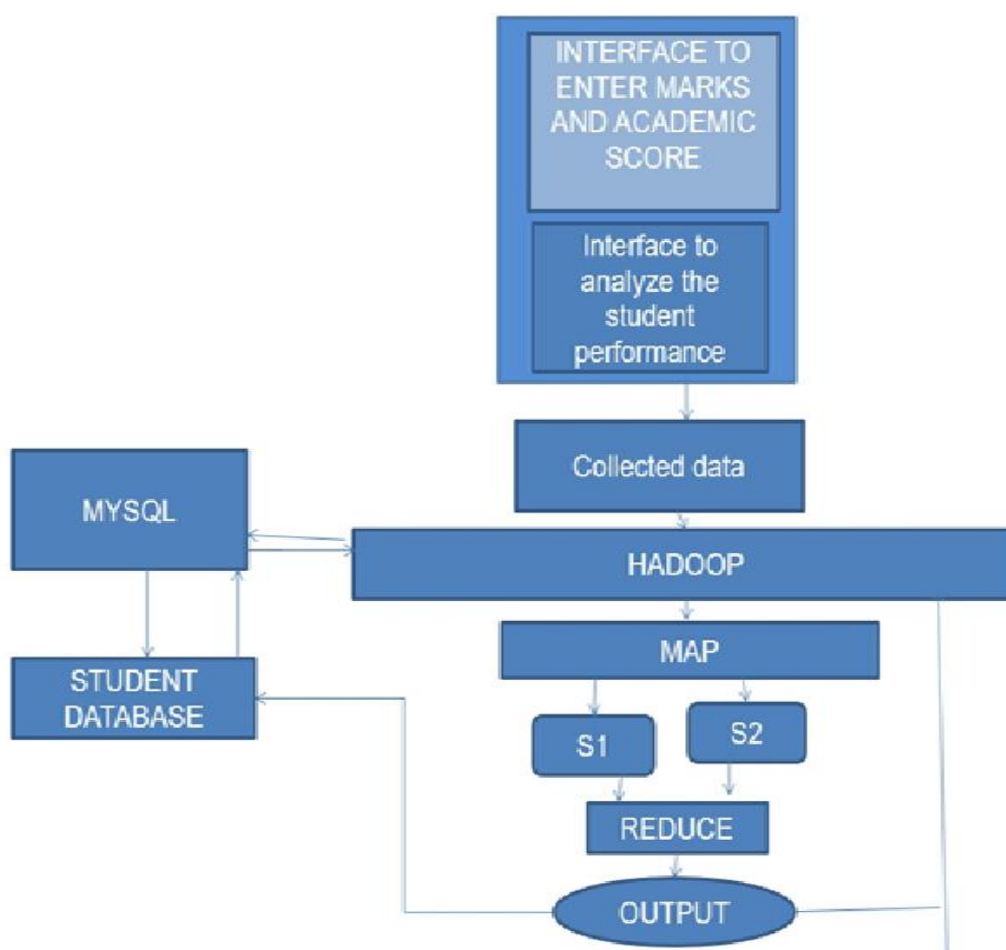 INTERFACE TO
ENTER MARKS
AND ACADEMIC
SCORE
Interface to
analyze the
student
performance
Collected data
MYSQL
HADOOP
MAP
STUDENT
DATABASE
S1
S2
REDUCE
OUTPUT